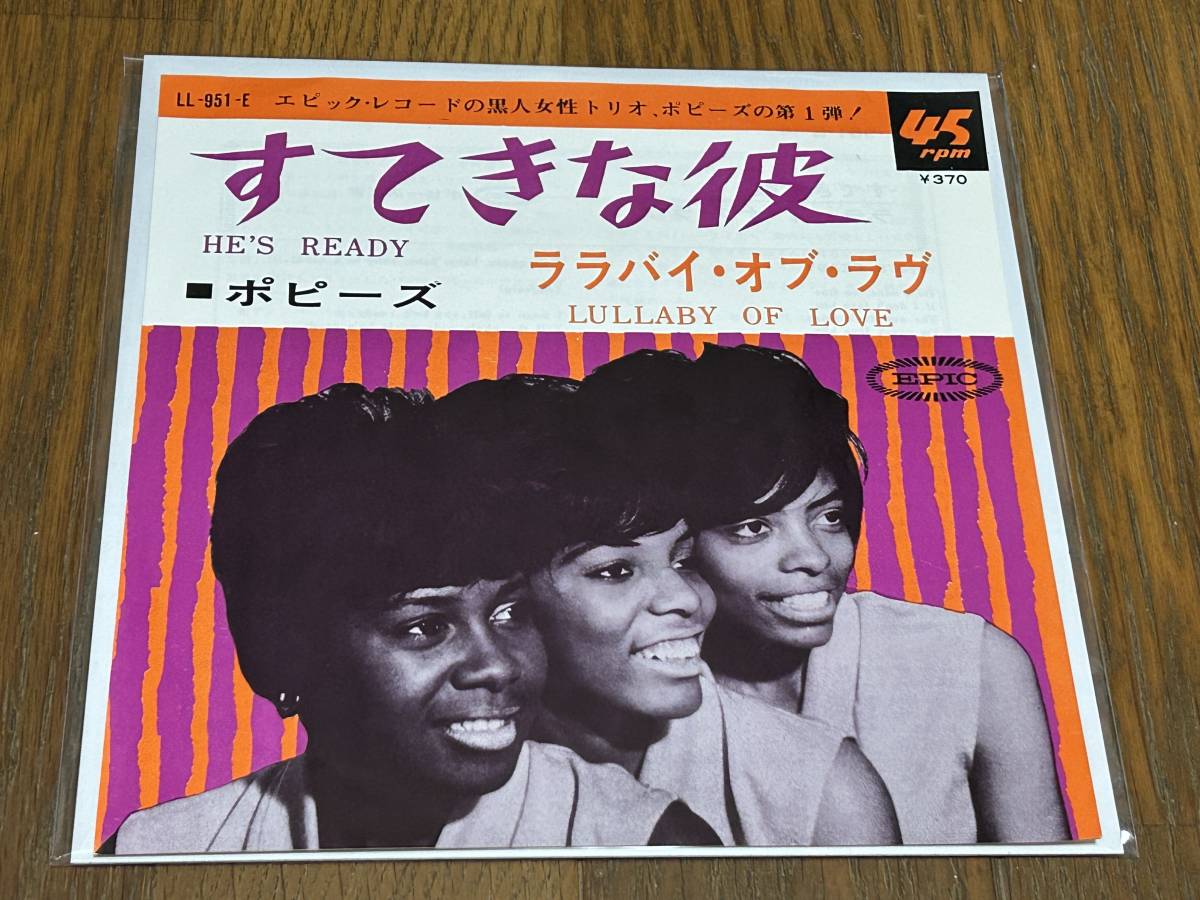 LL-951-E エピック・レコードの黒人女性トリオ、ポピーズの第1弾!
45
rpm
¥370
すてきな彼
HE'S READY
ララバイ・オブ・ラヴ
LULLABY OF LOVE
■ポピーズ
EPIC